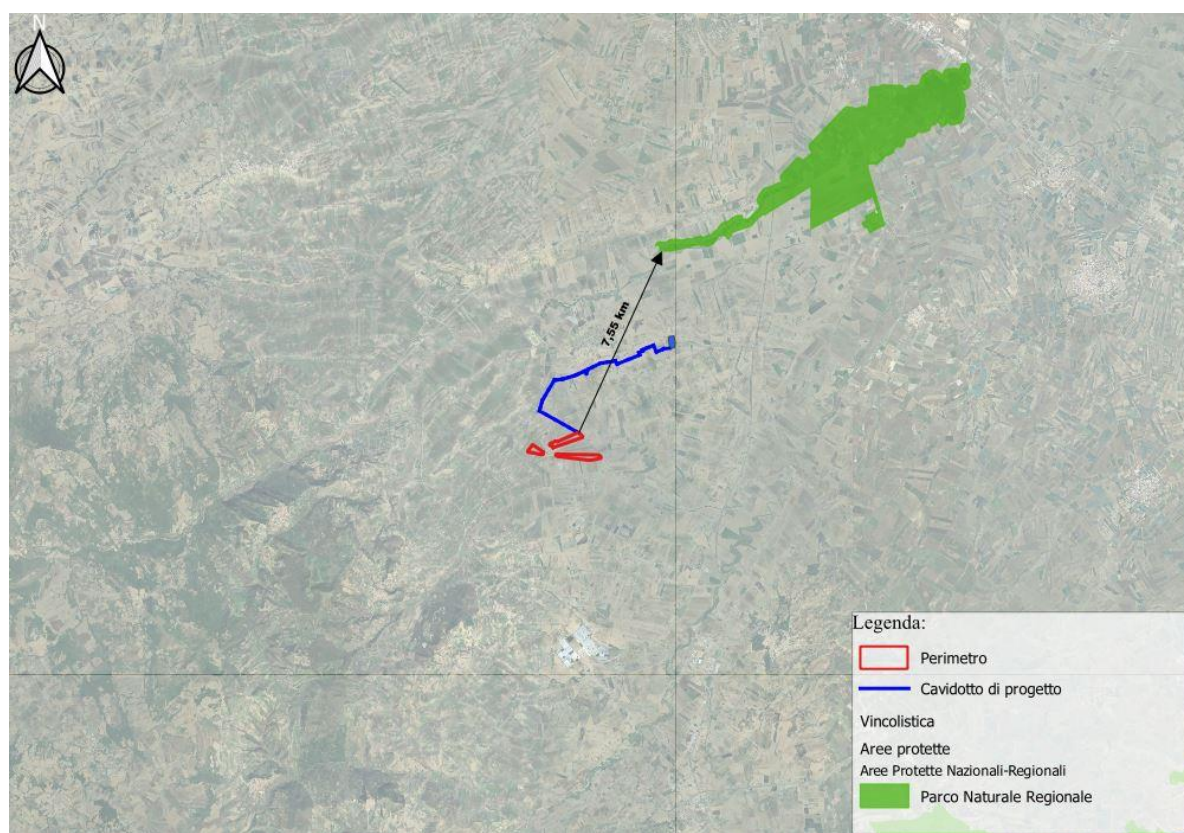 N
7,55 km
Legenda:
Perimetro
Cavidotto di progetto
Vincolistica
Aree protette
Aree Protette Nazionali-Regionali
Parco Naturale Regionale